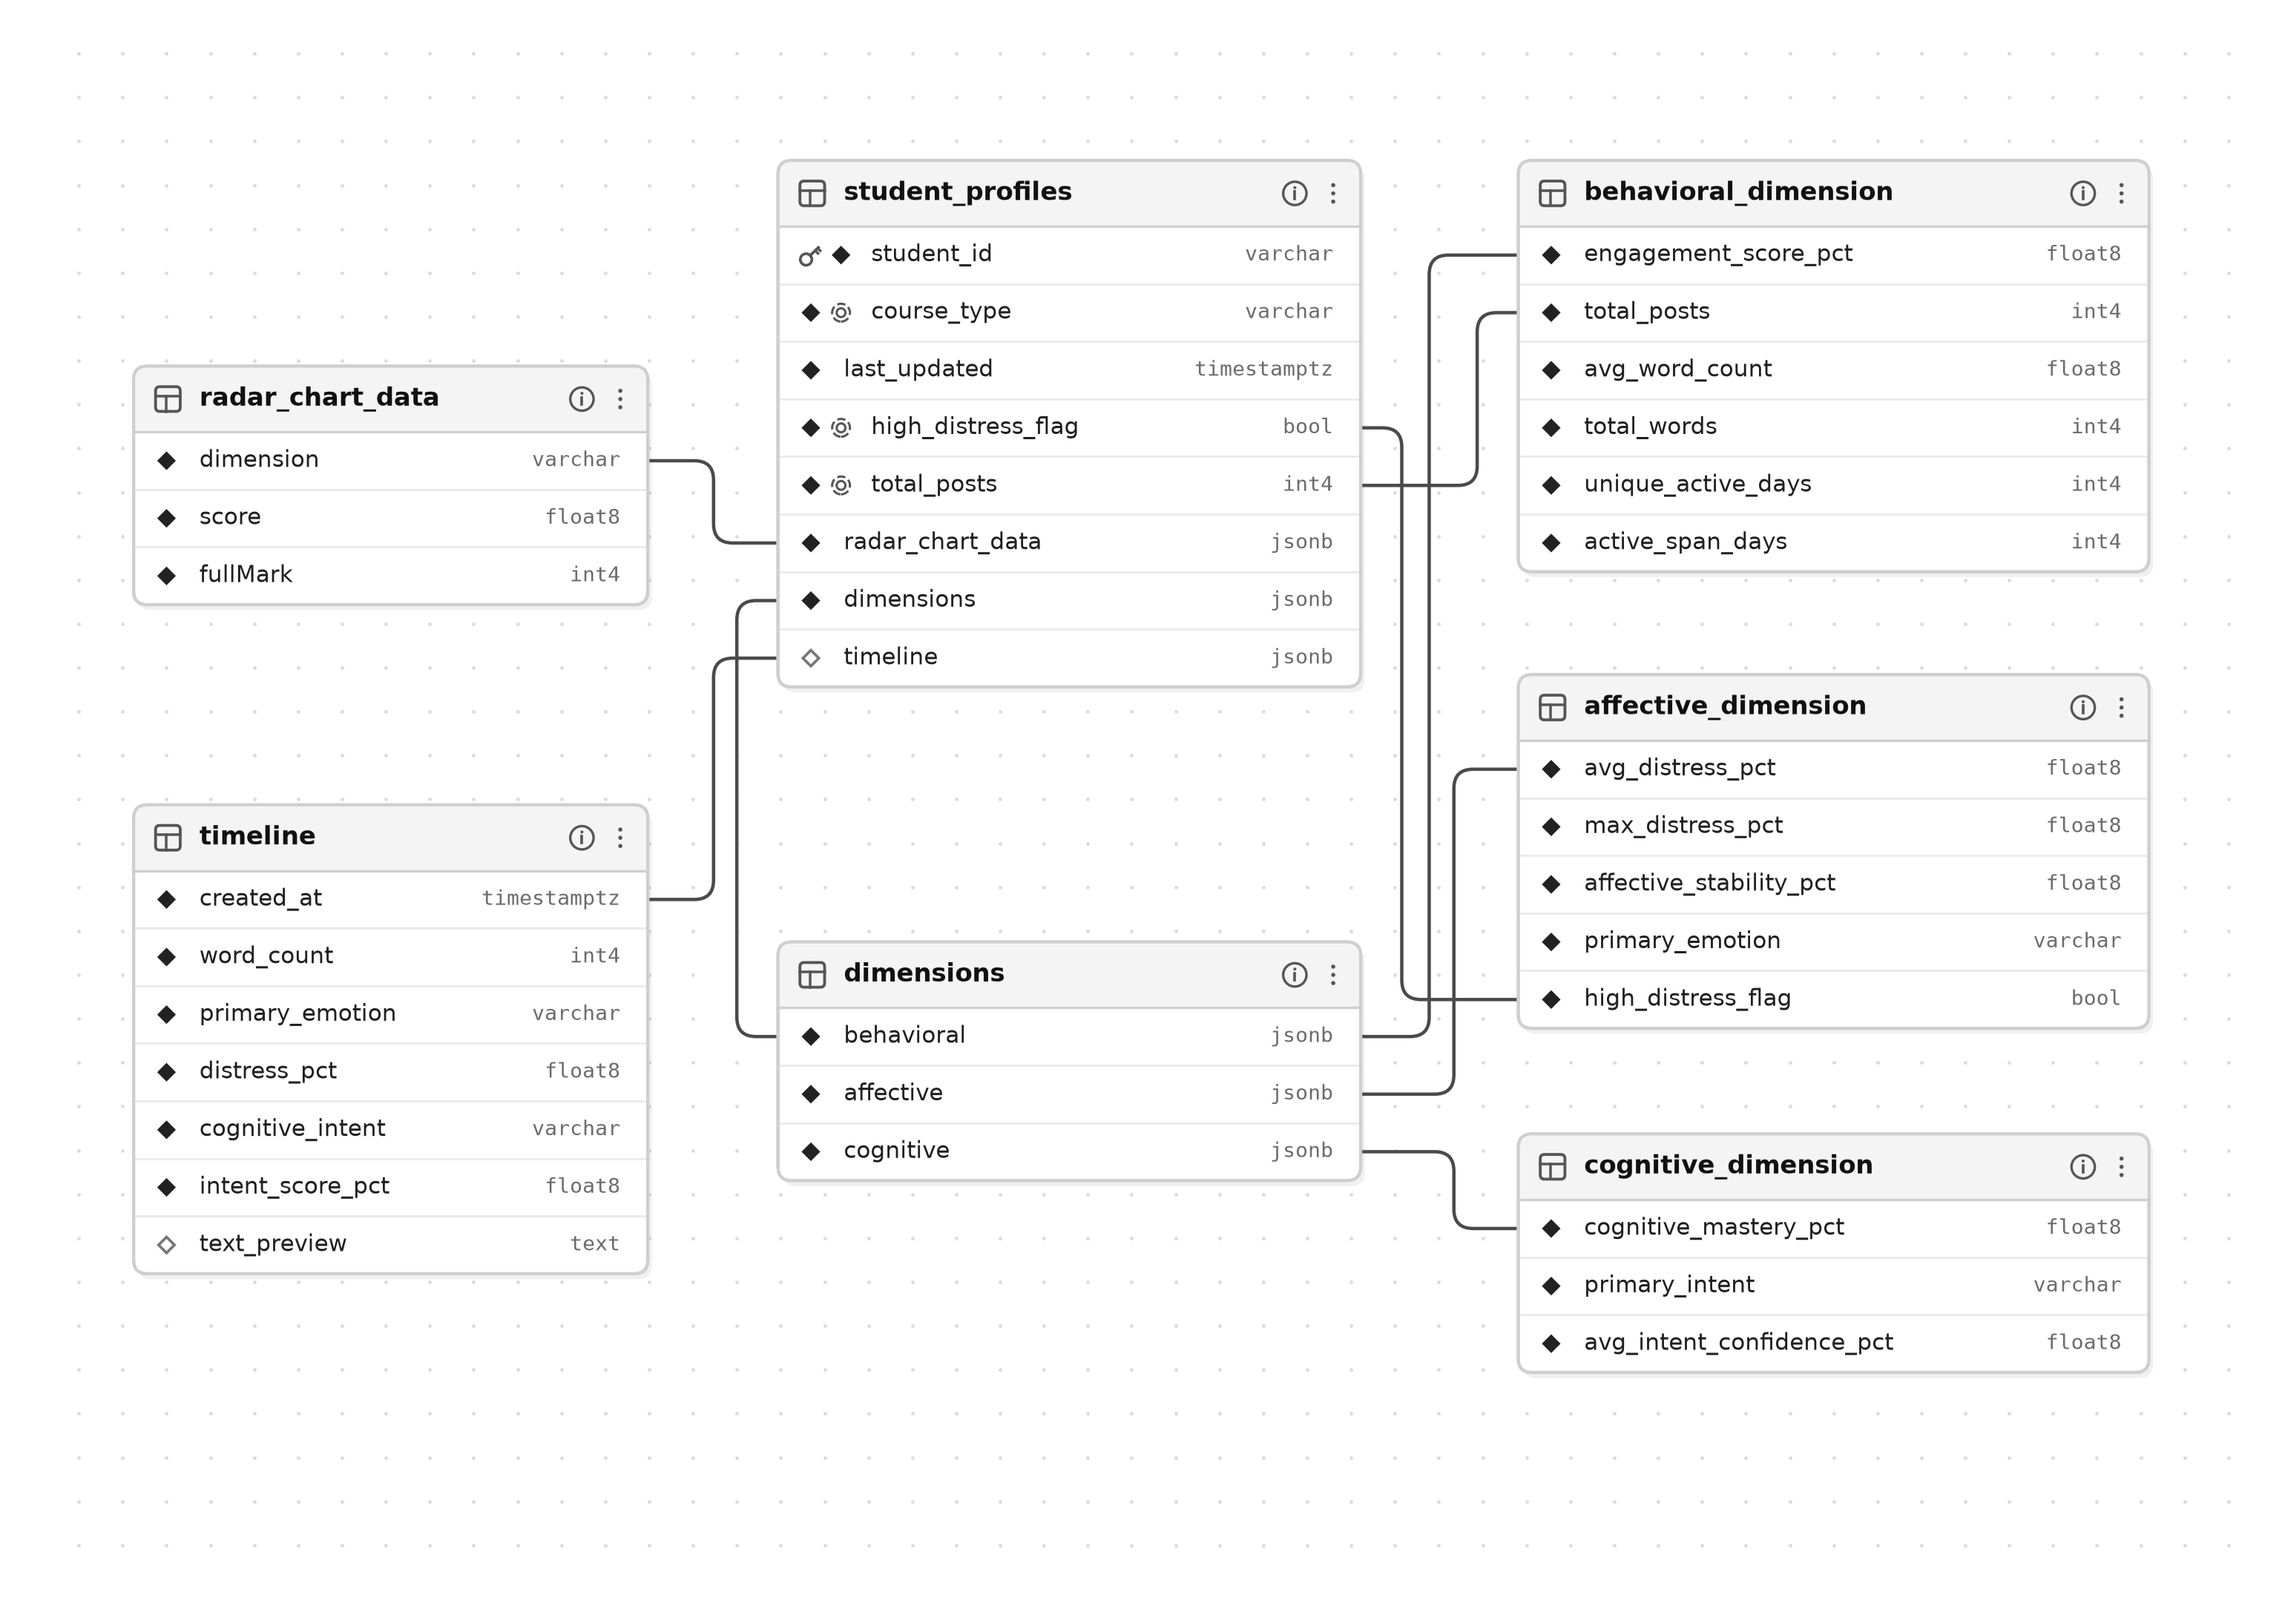 radar_chart_data
dimension varchar
score float8
fullMark int4
timeline
created_at timestamptz
word_count int4
primary_emotion varchar
distress_pct float8
cognitive_intent varchar
intent_score_pct float8
text_preview text
student_profiles
student_id varchar
course_type varchar
last_updated timestamptz
high_distress_flag bool
total_posts int4
radar_chart_data jsonb
dimensions jsonb
timeline jsonb
dimensions
behavioral jsonb
affective jsonb
cognitive jsonb
behavioral_dimension
engagement_score_pct float8
total_posts int4
avg_word_count float8
total_words int4
unique_active_days int4
active_span_days int4
affective_dimension
avg_distress_pct float8
max_distress_pct float8
affective_stability_pct float8
primary_emotion varchar
high_distress_flag bool
cognitive_dimension
cognitive_mastery_pct float8
primary_intent varchar
avg_intent_confidence_pct float8